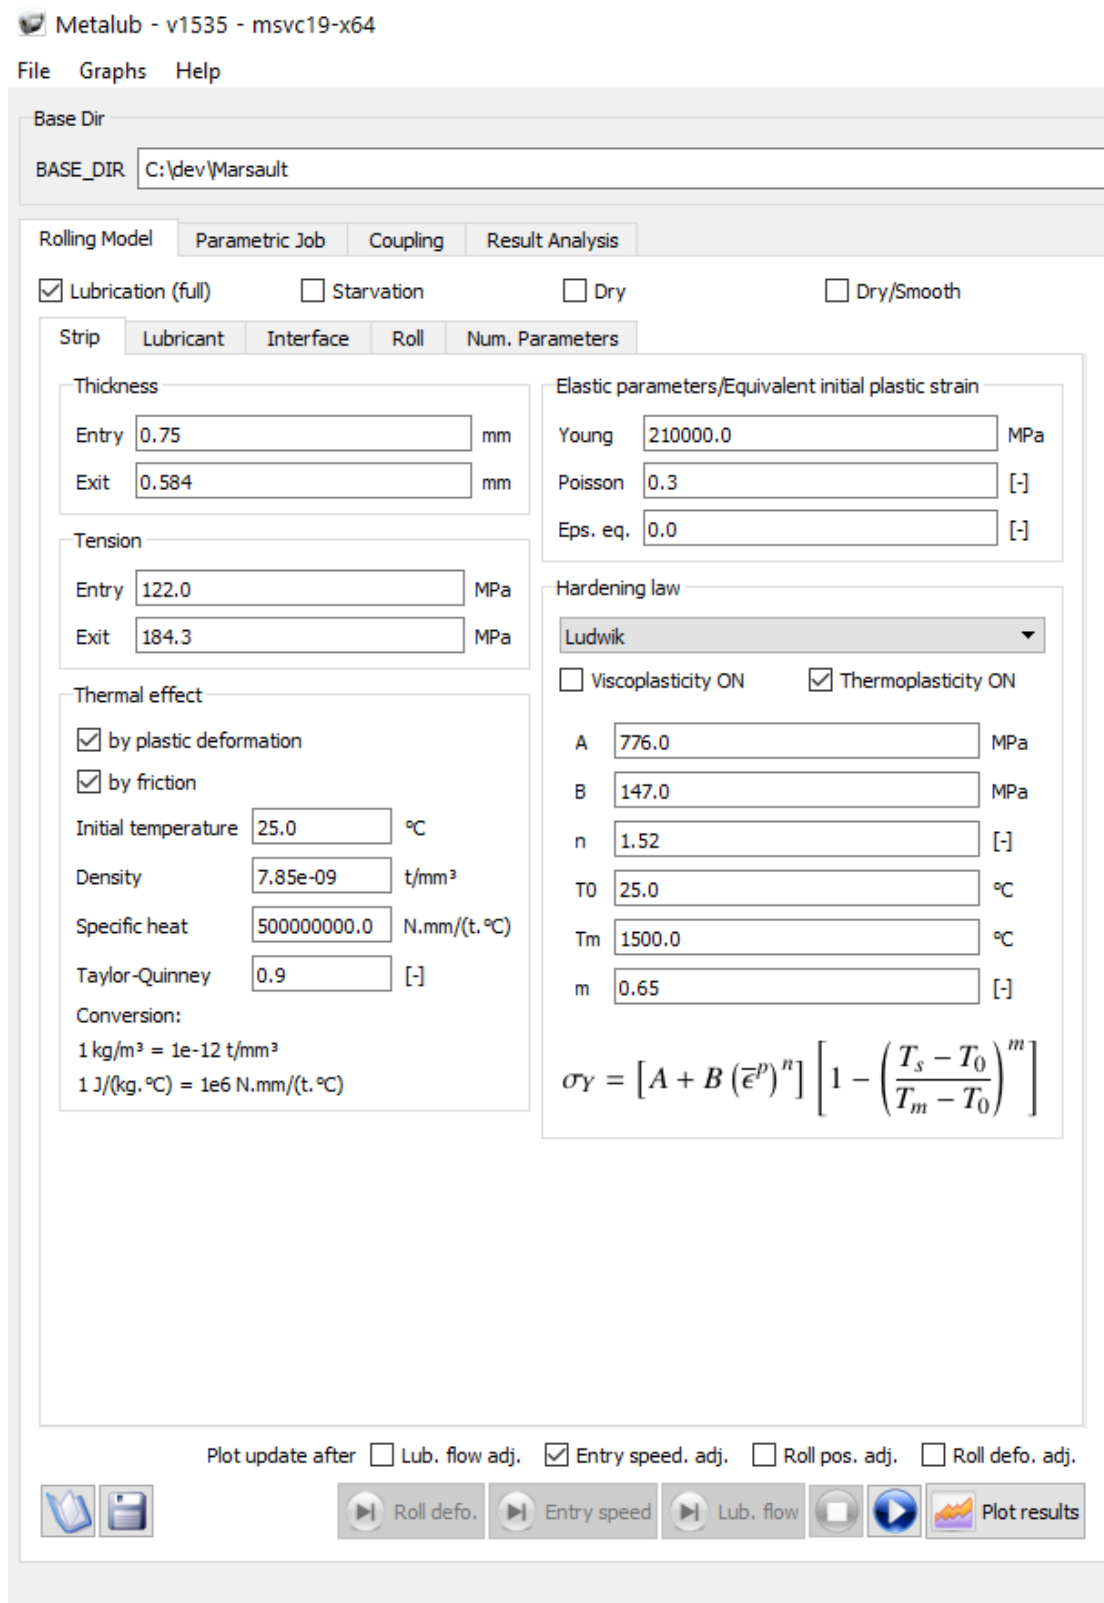 Metalub - v1535 - msvc19-x64
File Graphs Help
Base Dir
BASE_DIR C:\dev\Marsault
Rolling Model Parametric Job Coupling Result Analysis
Lubrication (full) Starvation Dry Dry/Smooth
Strip Lubricant Interface Roll Num. Parameters
Thickness
Entry 0.75 mm
Exit 0.584 mm
Tension
Entry 122.0 MPa
Exit 184.3 MPa
Thermal effect
by plastic deformation
by friction
Initial temperature 25.0 °C
Density 7.85e-09 t/mm³
Specific heat 500000000.0 N.mm/(t.°C)
Taylor-Quinney 0.9 [-]
Conversion:
1 kg/m³ = 1e-12 t/mm³
1 J/(kg.°C) = 1e6 N.mm/(t.°C)
Elastic parameters/Equivalent initial plastic strain
Young 210000.0 MPa
Poisson 0.3 [-]
Eps. eq. 0.0 [-]
Hardening law
Ludwik
Viscoplasticity ON Thermoplasticity ON
A 776.0 MPa
B 147.0 MPa
n 1.52 [-]
T0 25.0 °C
Tm 1500.0 °C
m 0.65 [-]
σ_Y = [A + B (ε̅^p)^n] [1 − ((T_s − T_0)/(T_m − T_0))^m]
Plot update after Lub. flow adj. Entry speed. adj. Roll pos. adj. Roll defo. adj.
Roll defo. Entry speed Lub. flow Plot results